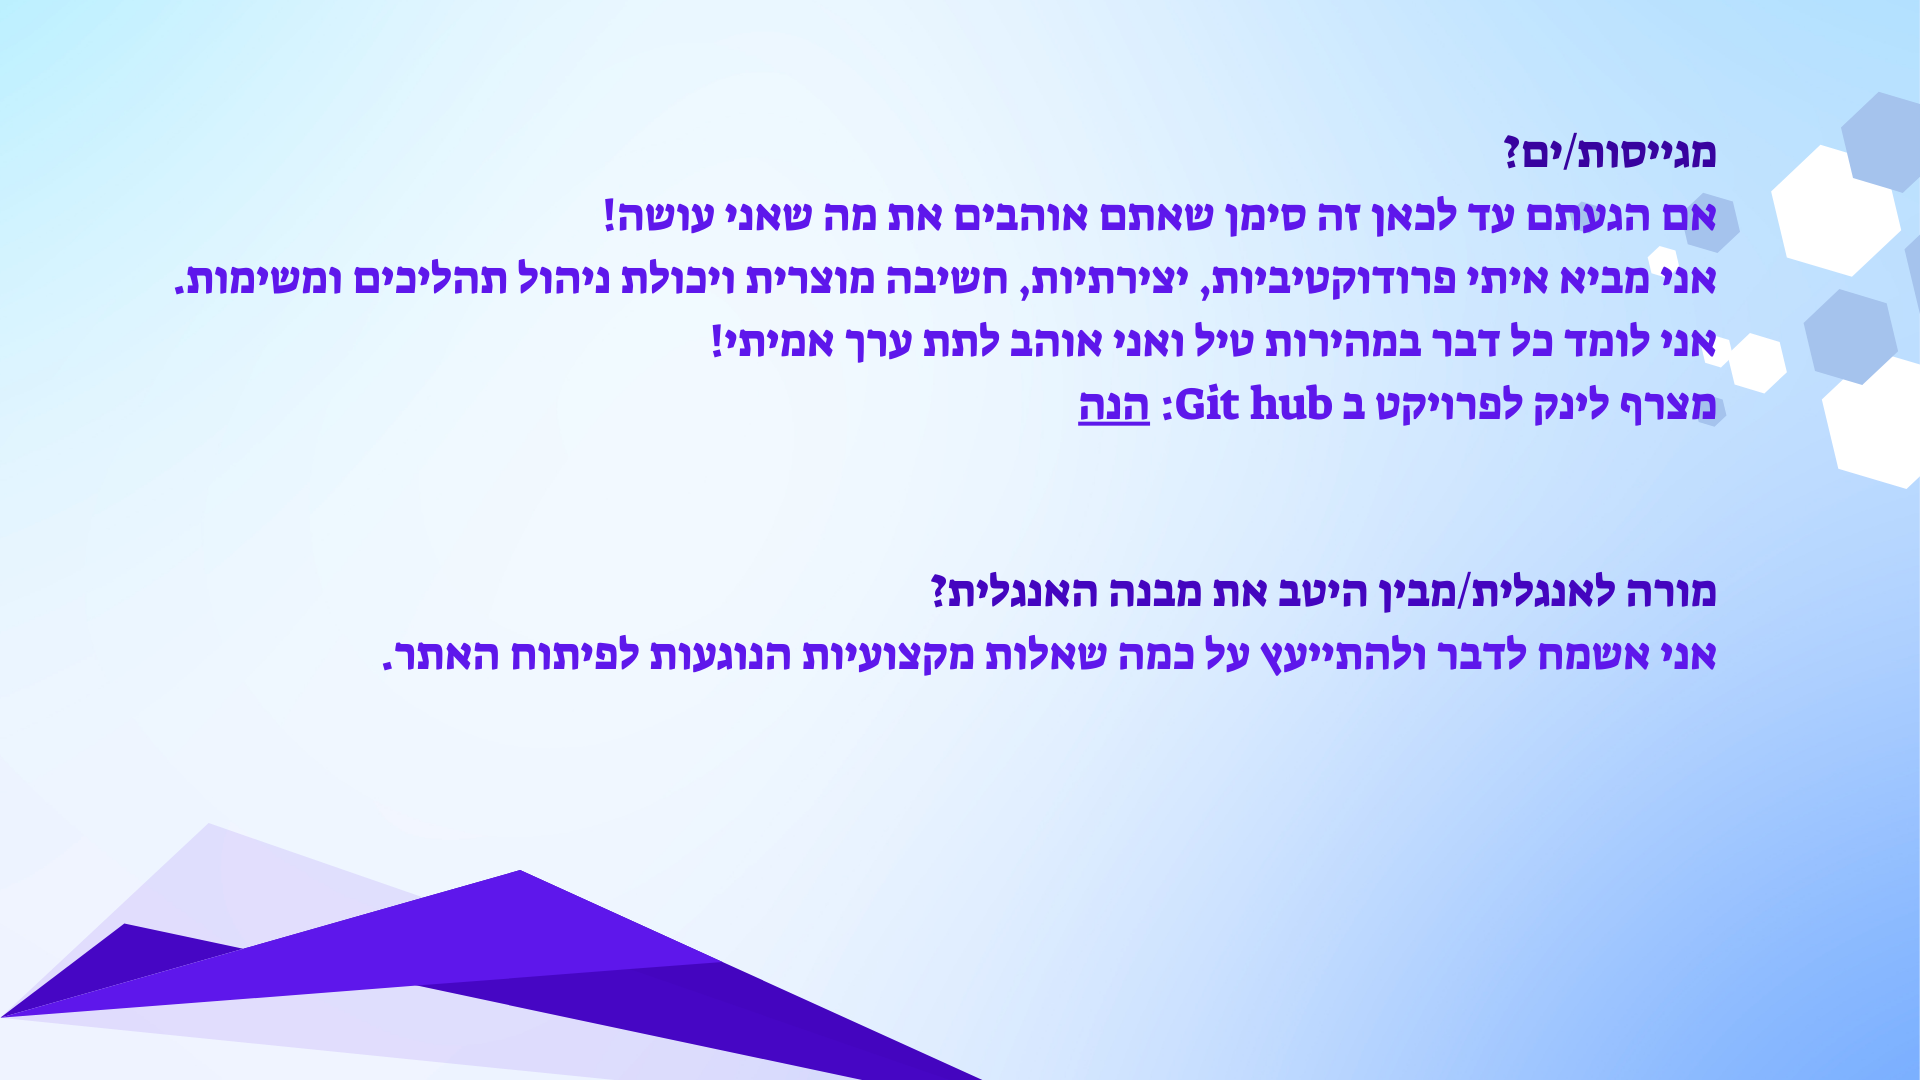 מגייסות/ים?
אם הגעתם עד לכאן זה סימן שאתם אוהבים את מה שאני עושה!
אני מביא איתי פרודוקטיביות, יצירתיות, חשיבה מוצרית ויכולת ניהול תהליכים ומשימות.
אני לומד כל דבר במהירות טיל ואני אוהב לתת ערך אמיתי!
מצרף לינק לפרויקט ב Git hub: הנה
מורה לאנגלית/מבין היטב את מבנה האנגלית?
אני אשמח לדבר ולהתייעץ על כמה שאלות מקצועיות הנוגעות לפיתוח האתר.